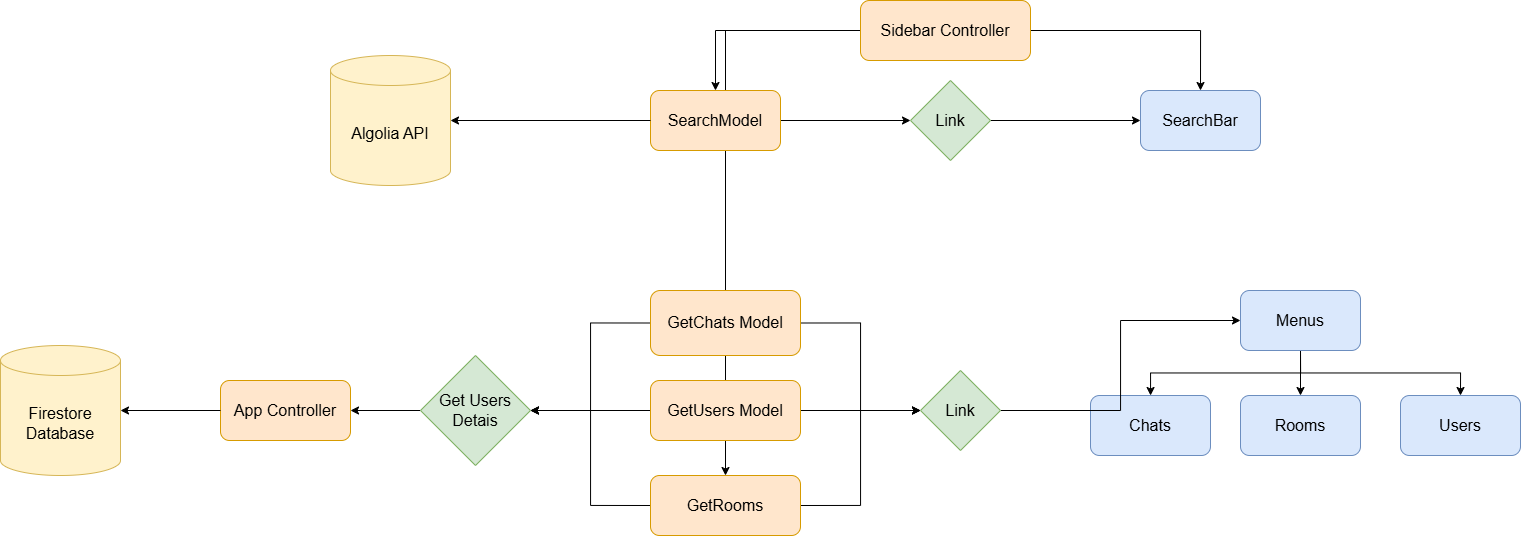 Sidebar Controller
Algolia API
SearchModel
Link
SearchBar
GetChats Model
Menus
Firestore
Database
App Controller
Get Users
Detais
GetUsers Model
Link
Chats
Rooms
Users
GetRooms